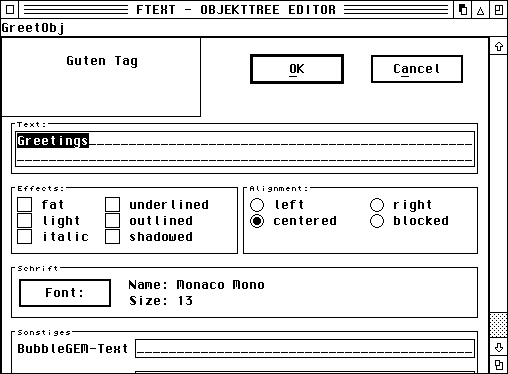 FTEXT - OBJEKTTREE EDITOR
GreetObj
Guten Tag
OK
Cancel
Text:
Greetings
Effects:
fat
underlined
light
outlined
italic
shadowed
Alignment:
left
right
centered
blocked
Schrift
Font:
Name: Monaco Mono
Size: 13
Sonstiges
BubbleGEM-Text